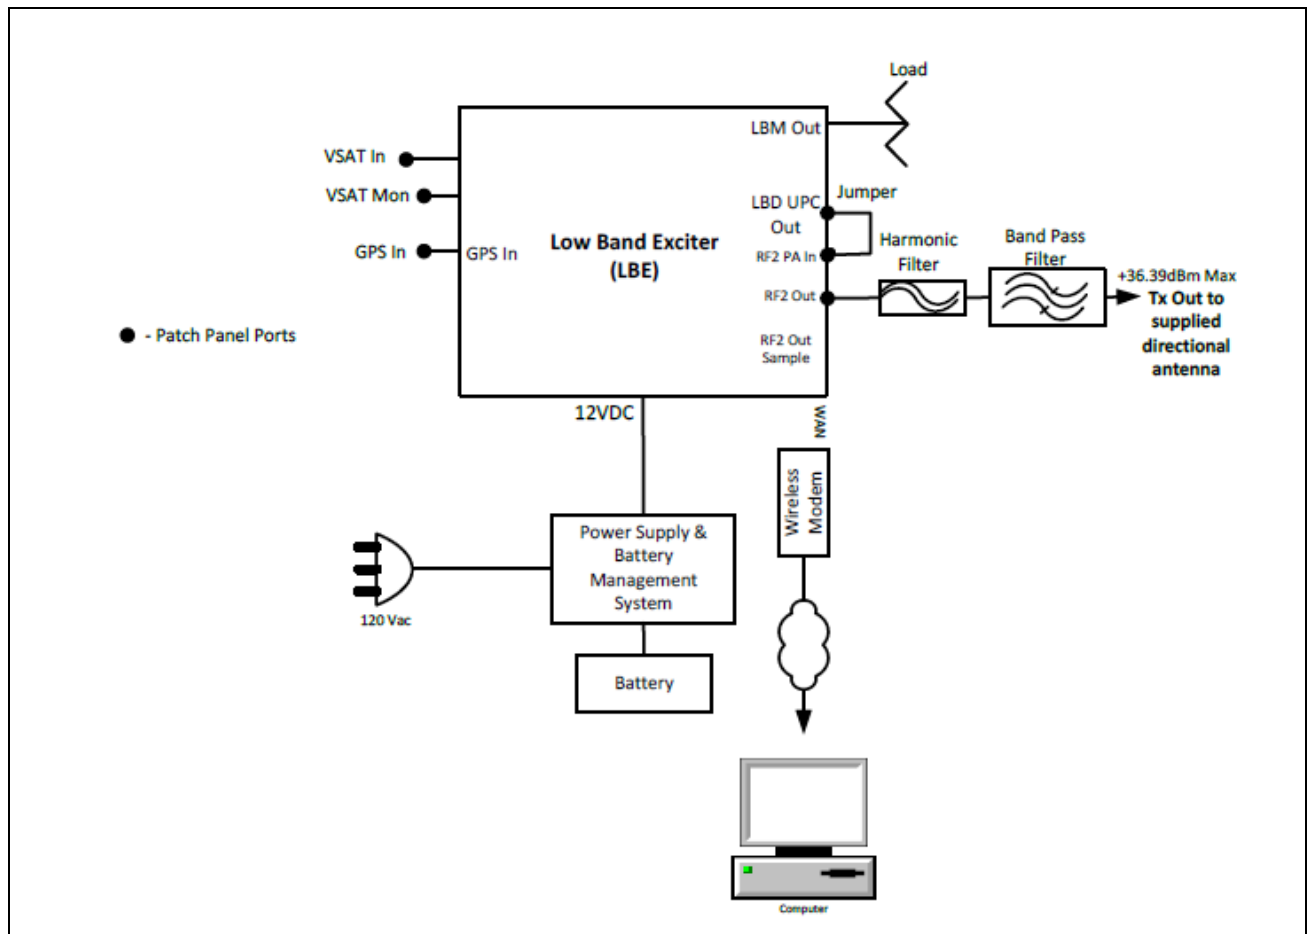 Load
LBM Out
VSAT In
VSAT Mon
GPS In
GPS In
Low Band Exciter
(LBE)
LBD UPC
Out
Jumper
RF2 PA In
RF2 Out
RF2 Out
Sample
Harmonic
Filter
Band Pass
Filter
+36.39dBm Max
Tx Out to
supplied
directional
antenna
- Patch Panel Ports
12VDC
WAN
Wireless
Modem
Power Supply &
Battery
Management
System
120 Vac
Battery
Computer